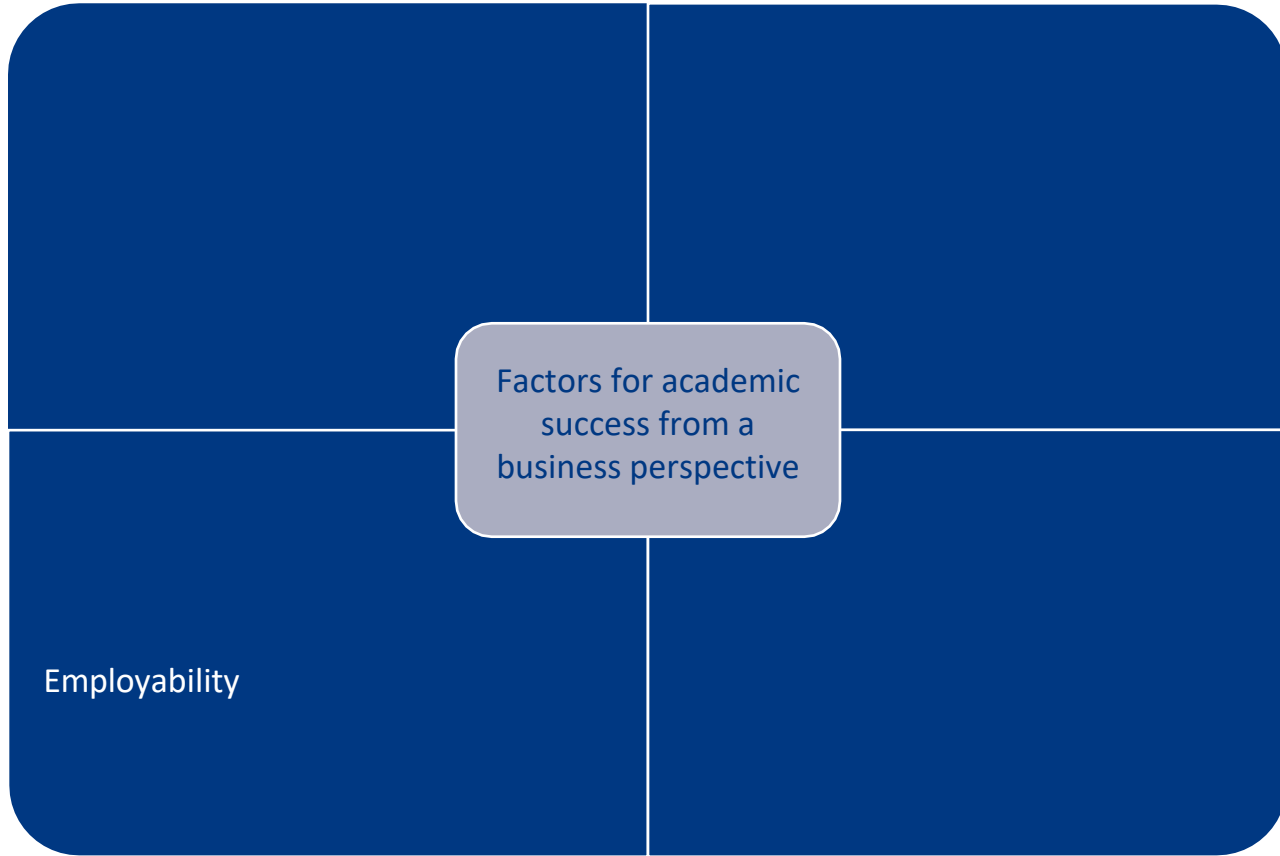 Factors for academic
success from a
business perspective
Employability